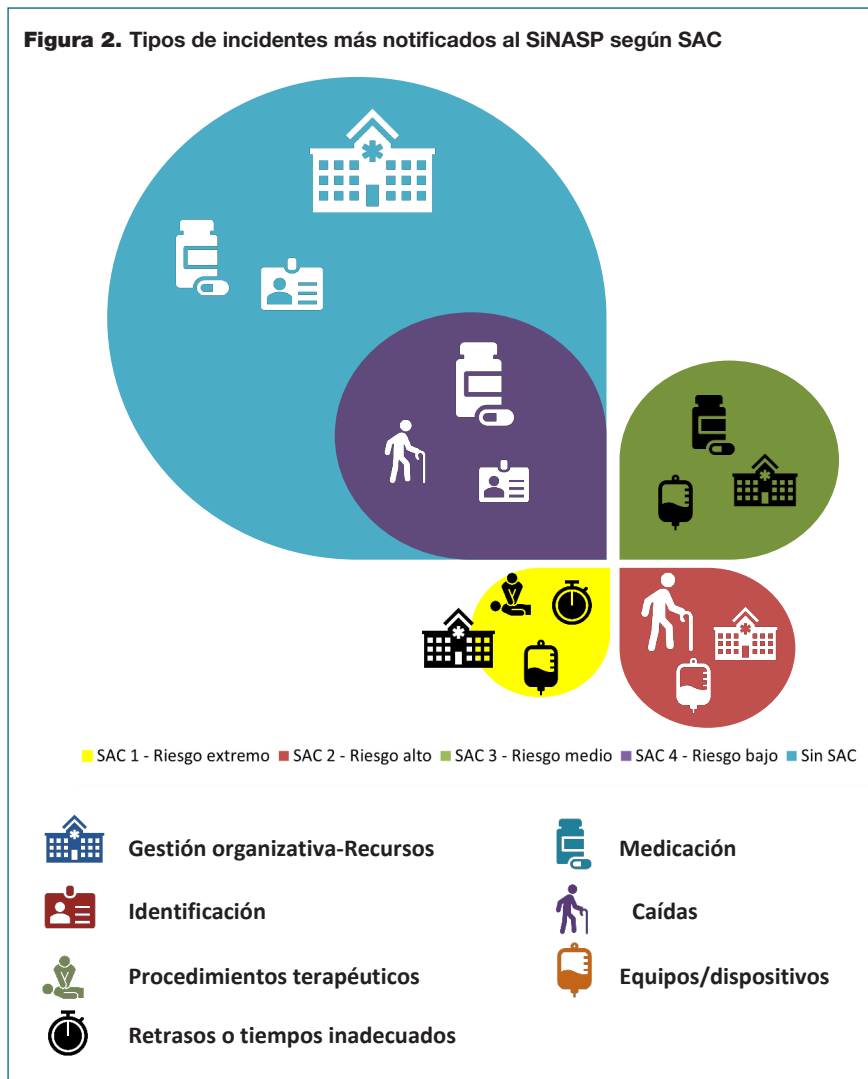 Figura 2. Tipos de incidentes más notificados al SiNASP según SAC
SAC 1 - Riesgo extremo SAC 2 - Riesgo alto SAC 3 - Riesgo medio SAC 4 - Riesgo bajo Sin SAC
Gestión organizativa-Recursos
Medicación
Identificación
Caídas
Procedimientos terapéuticos
Equipos/dispositivos
Retrasos o tiempos inadecuados